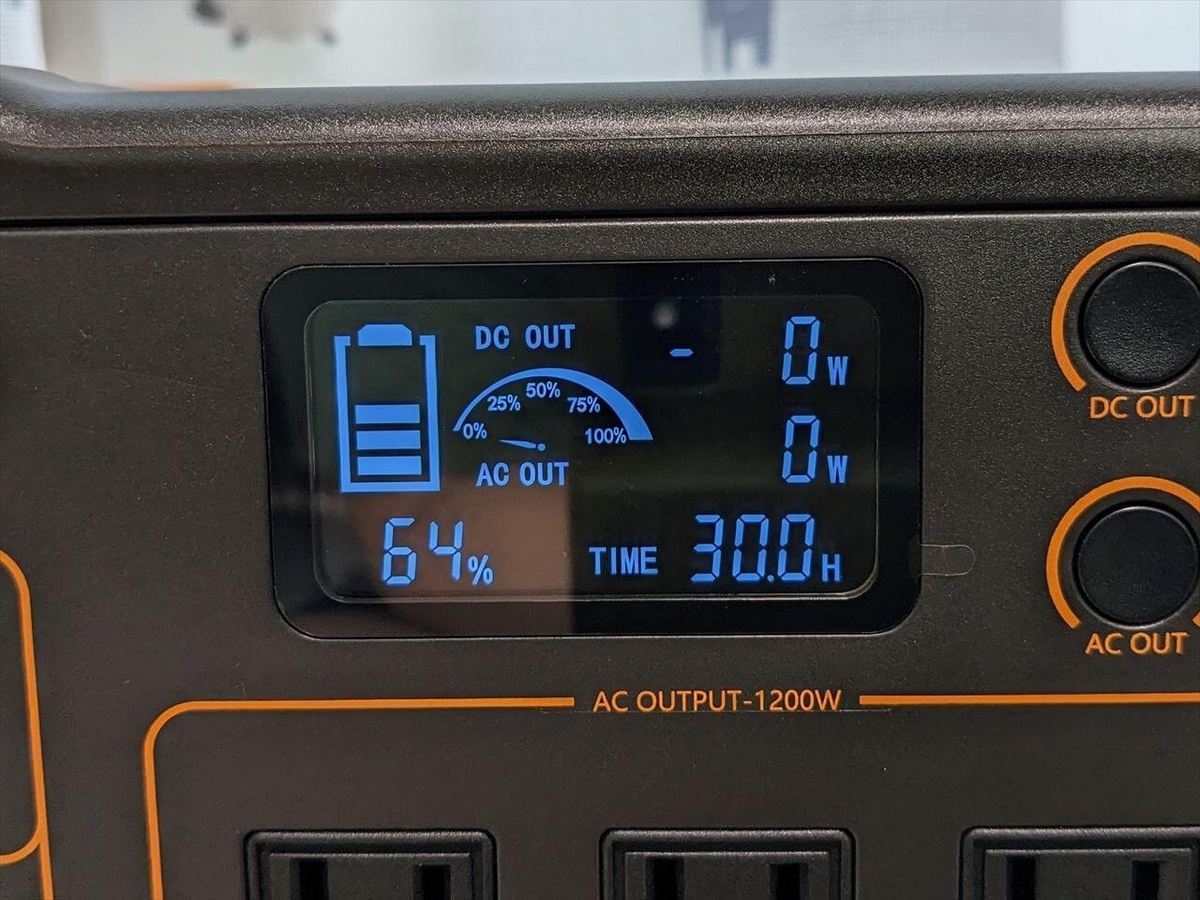 DC OUT
- 0W
50%
25% 75%
0% 100%
0W
AC OUT
64% TIME 30.0H
DC OUT
AC OUT
AC OUTPUT-1200W